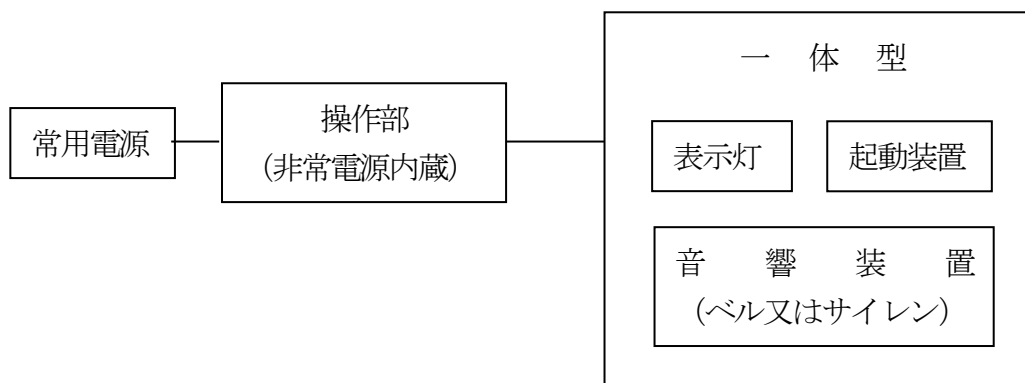 常用電源
操作部
(非常電源内蔵)
一体型
表示灯
起動装置
音響装置
(ベル又はサイレン)